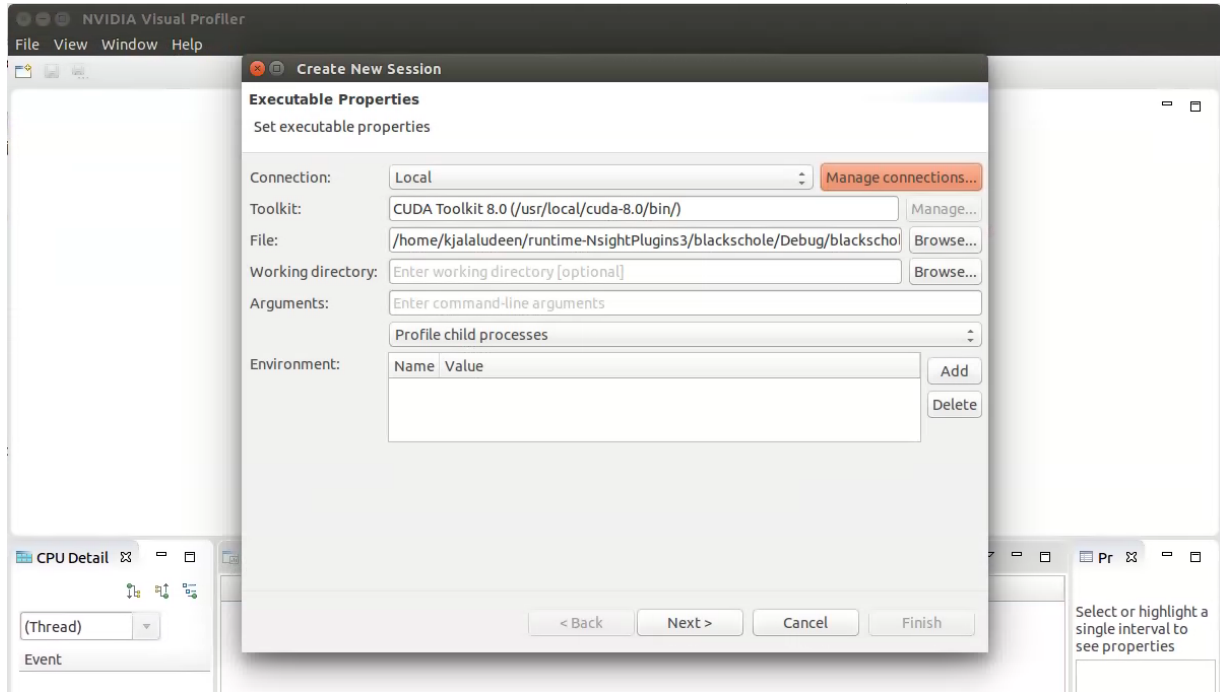 NVIDIA Visual Profiler
File View Window Help
Create New Session
Executable Properties
Set executable properties
Connection: Local Manage connections...
Toolkit: CUDA Toolkit 8.0 (/usr/local/cuda-8.0/bin/) Manage...
File: /home/kjalaludeen/runtime-NsightPlugins3/blackschole/Debug/blackschol Browse...
Working directory: Enter working directory [optional] Browse...
Arguments: Enter command-line arguments
Profile child processes
Environment: Name Value Add
Delete
< Back Next > Cancel Finish
CPU Detail
(Thread)
Event
Pr
Select or highlight a
single interval to
see properties